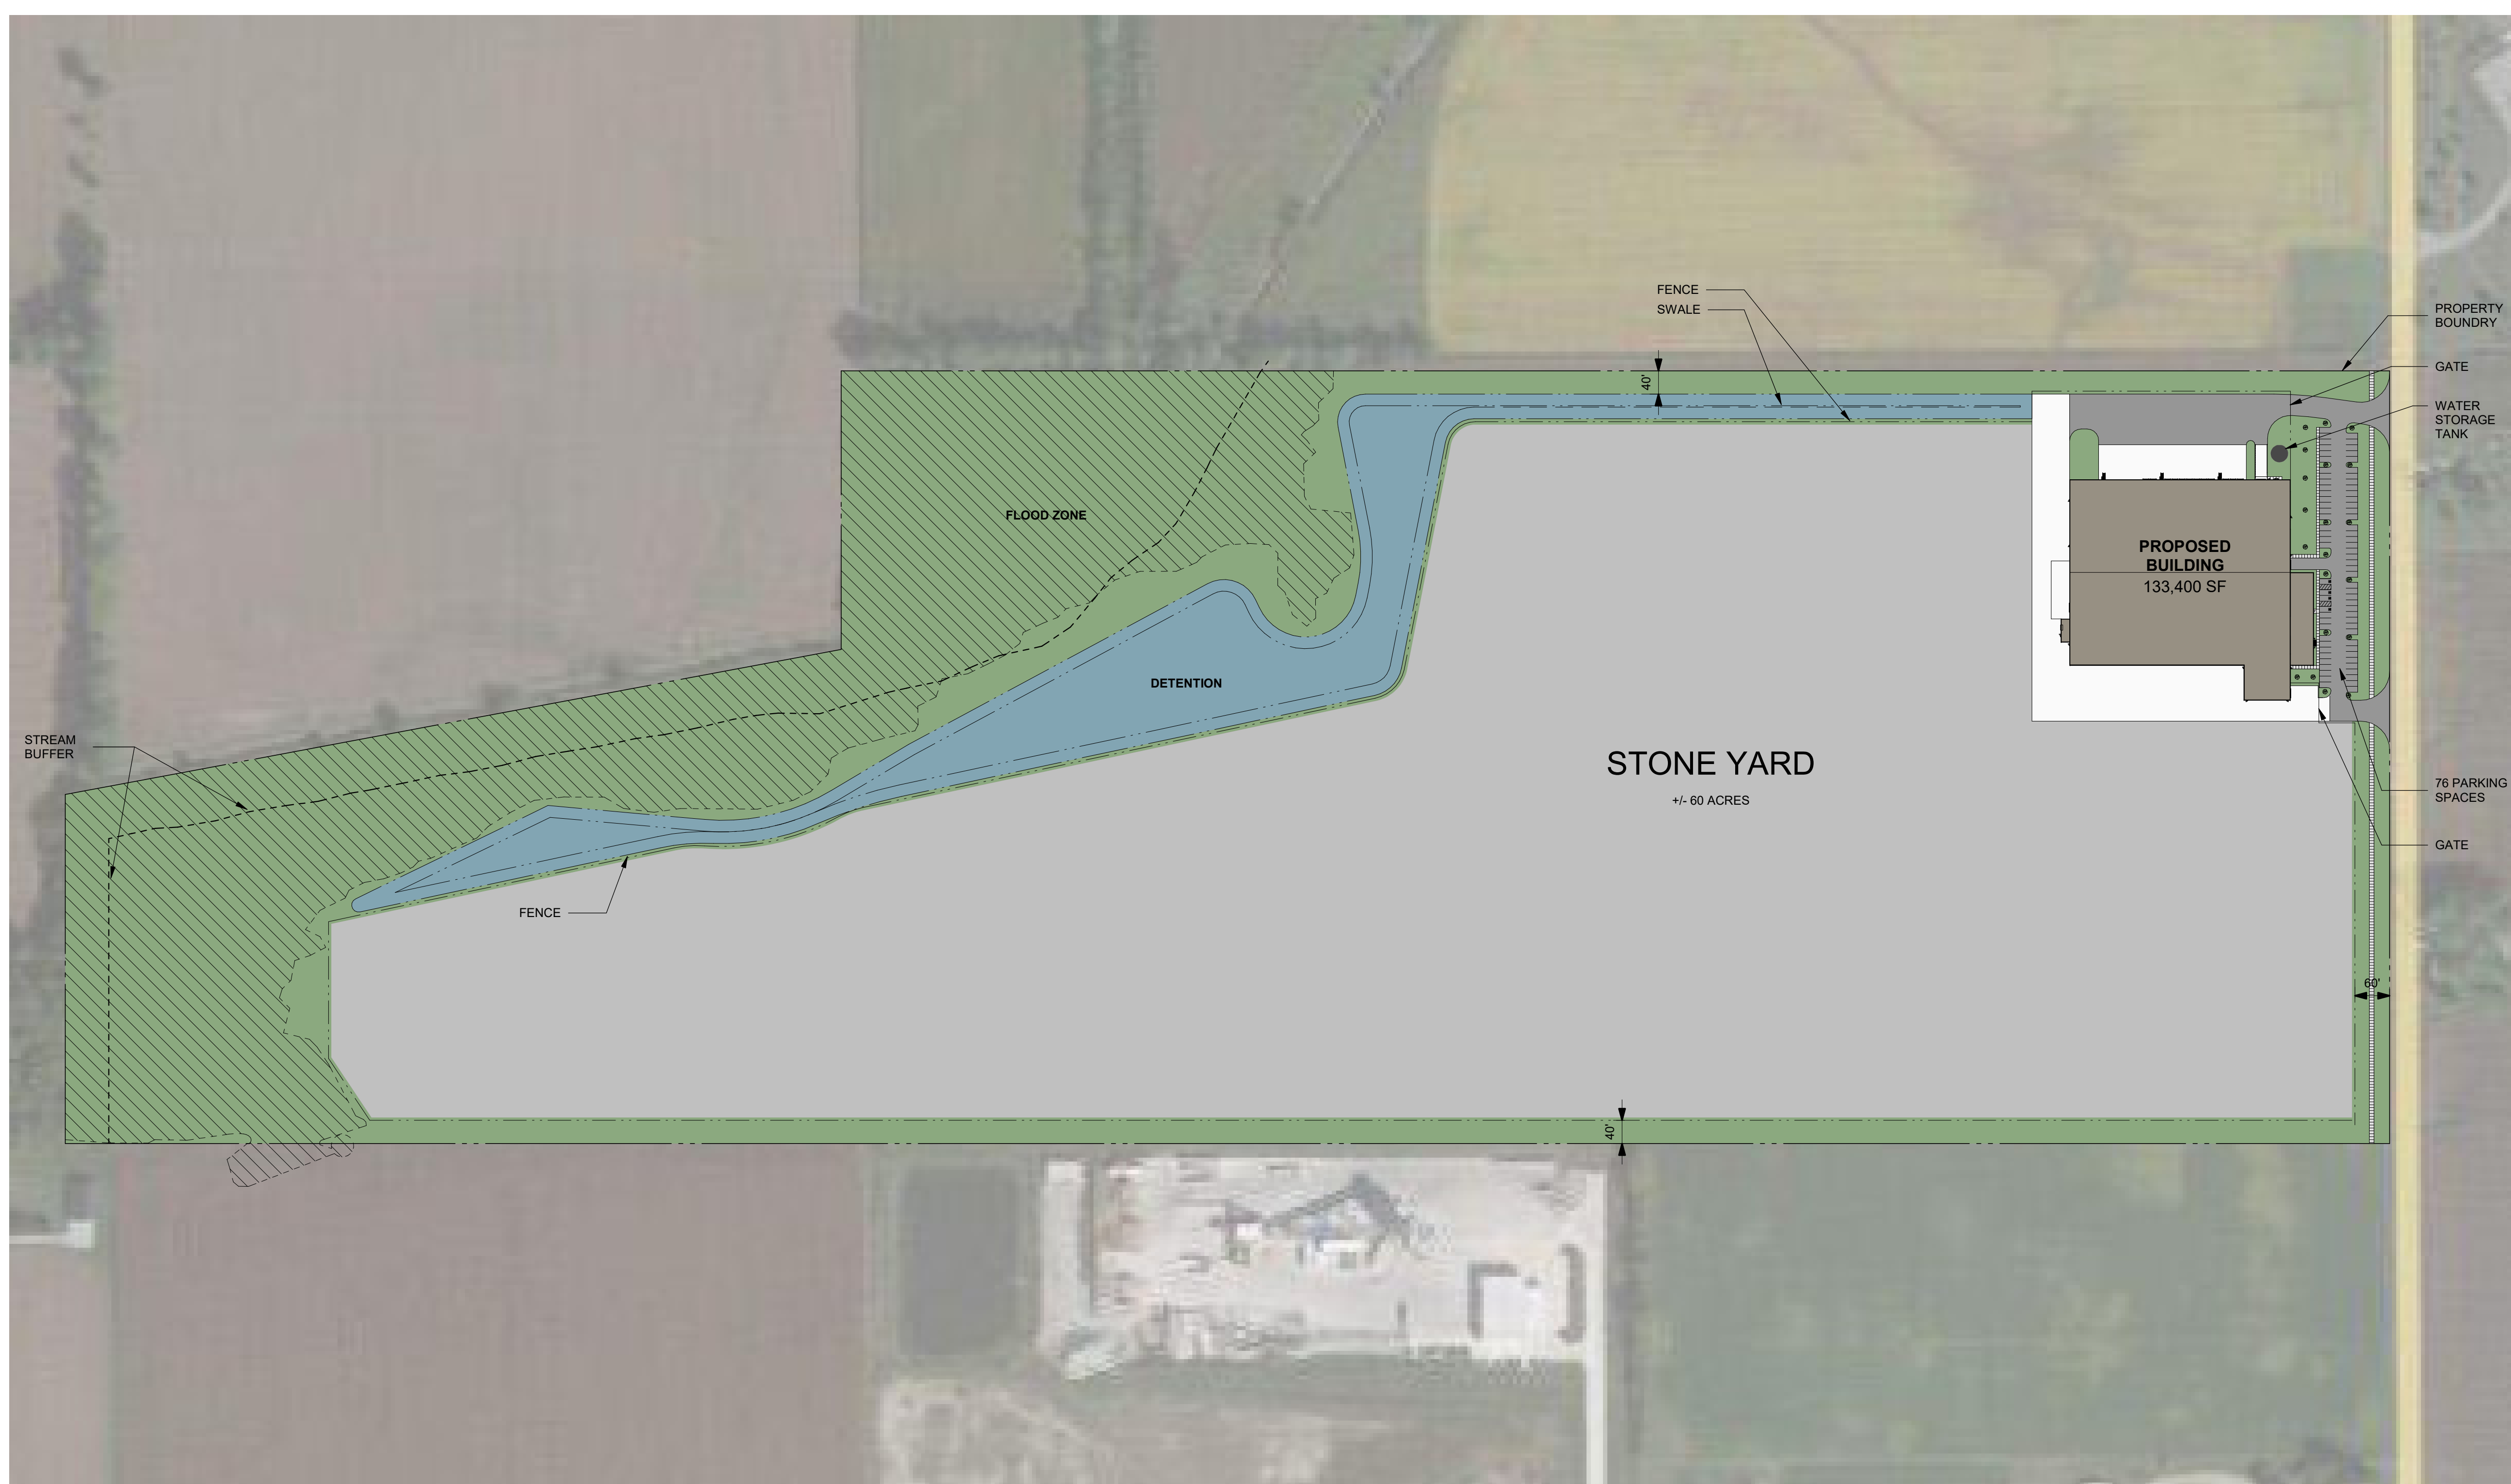 FENCE
SWALE
PROPERTY
BOUNDRY
40'
GATE
WATER
STORAGE
TANK
FLOOD ZONE
PROPOSED
BUILDING
133,400 SF
DETENTION
STREAM
BUFFER
STONE YARD
+/- 60 ACRES
76 PARKING
SPACES
GATE
FENCE
60'
40'